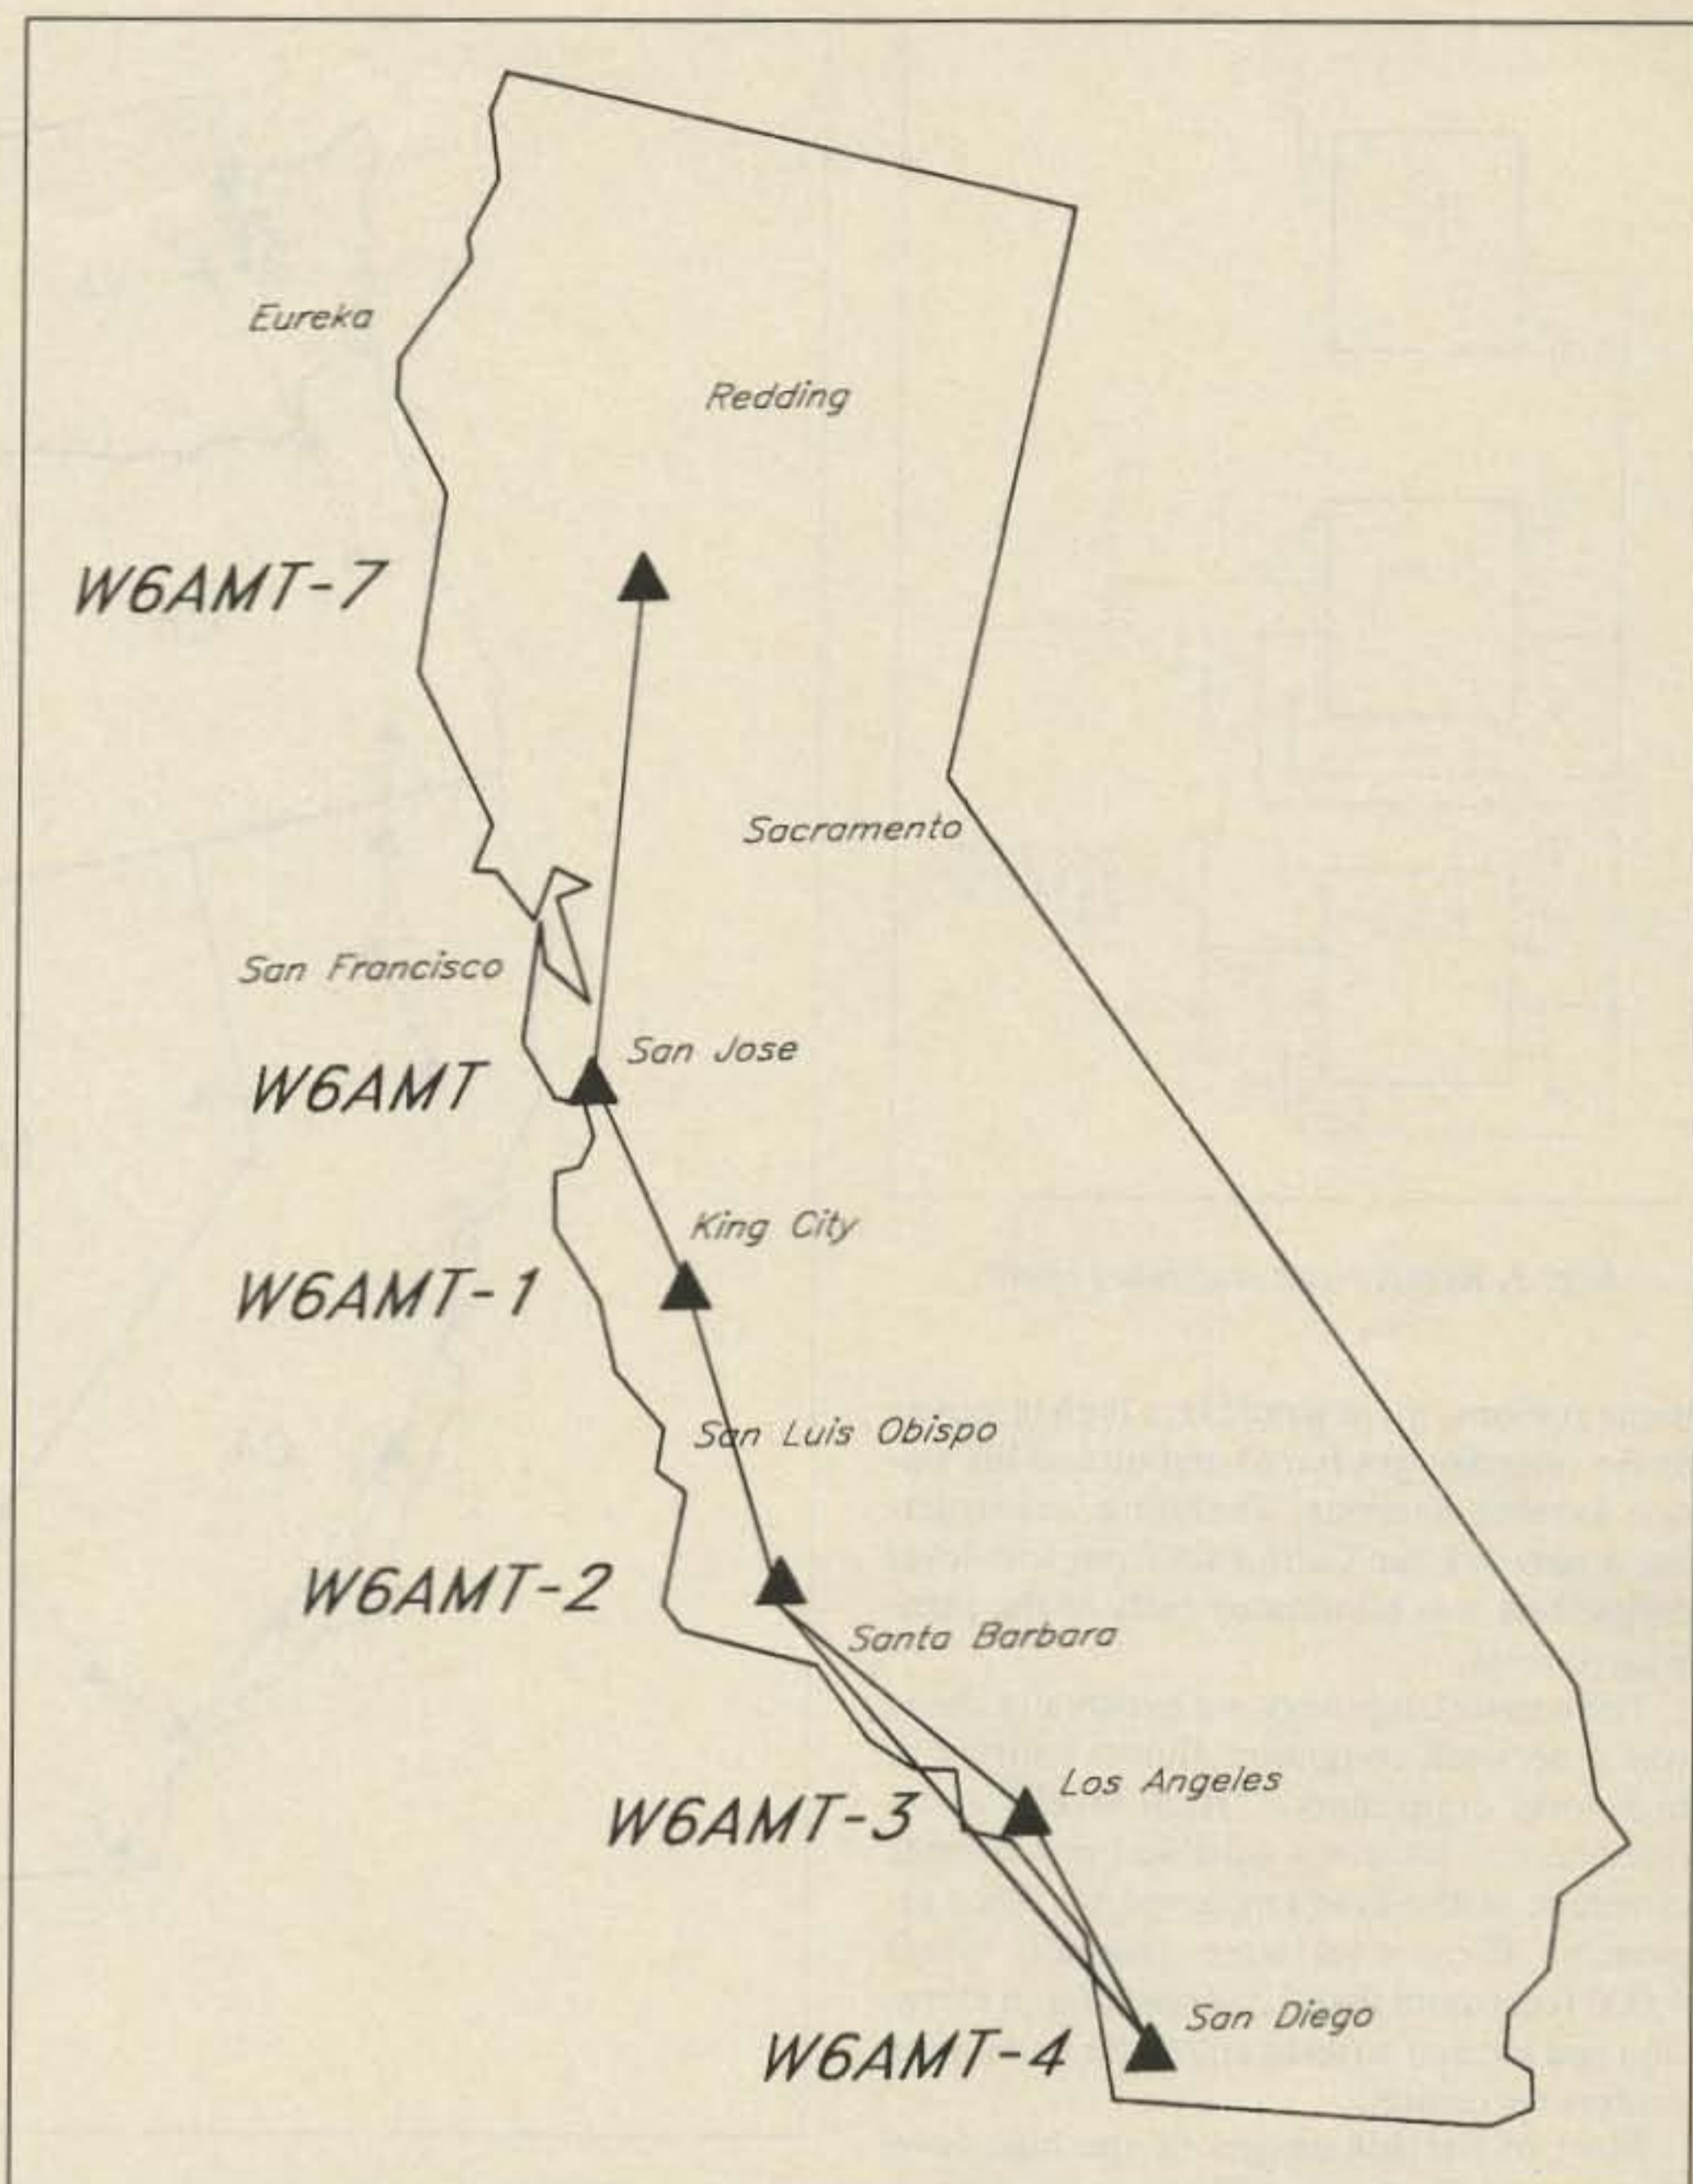 Eureka
Redding
W6AMT-7
Sacramento
San Francisco
San Jose
W6AMT
King City
W6AMT-1
San Luis Obispo
W6AMT-2
Santa Barbara
Los Angeles
W6AMT-3
San Diego
W6AMT-4